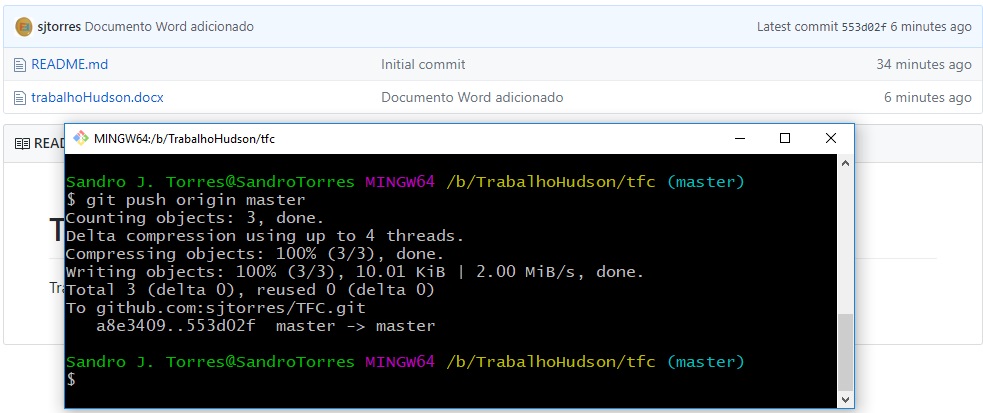 sjtorres Documento Word adicionado Latest commit 553d02f 6 minutes ago
README.md Initial commit 34 minutes ago
trabalhoHudson.docx Documento Word adicionado 6 minutes ago
READ
MINGW64:/b/TrabalhoHudson/tfc
Sandro J. Torres@SandroTorres MINGW64 /b/TrabalhoHudson/tfc (master)
$ git push origin master
Counting objects: 3, done.
Delta compression using up to 4 threads.
Compressing objects: 100% (3/3), done.
Writing objects: 100% (3/3), 10.01 KiB | 2.00 MiB/s, done.
Total 3 (delta 0), reused 0 (delta 0)
To github.com:sjtorres/TFC.git
a8e3409..553d02f master -> master
Sandro J. Torres@SandroTorres MINGW64 /b/TrabalhoHudson/tfc (master)
$